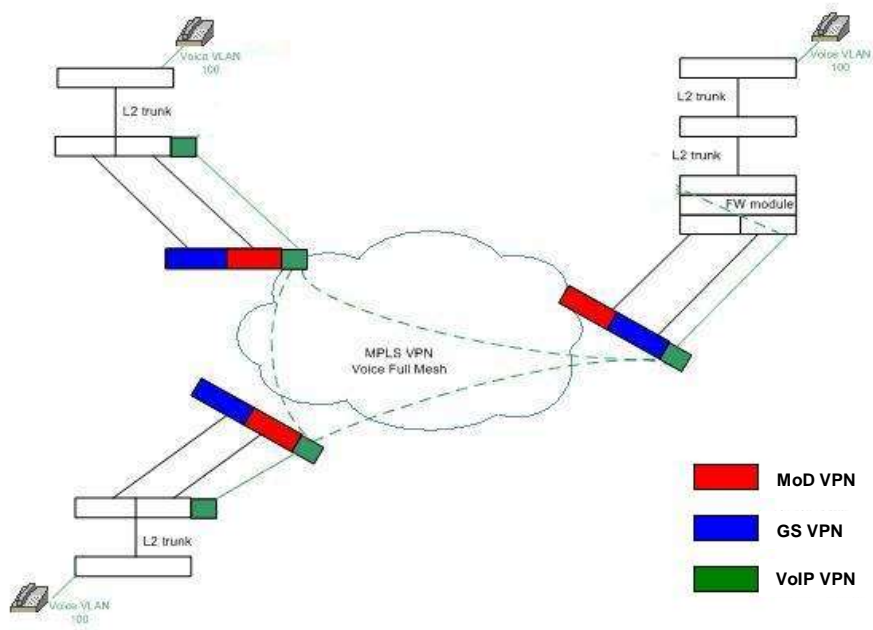 Voice VLAN
100
L2 trunk
Voice VLAN
100
L2 trunk
L2 trunk
FW module
MPLS VPN
Voice Full Mesh
L2 trunk
Voice VLAN
100
MoD VPN
GS VPN
VoIP VPN